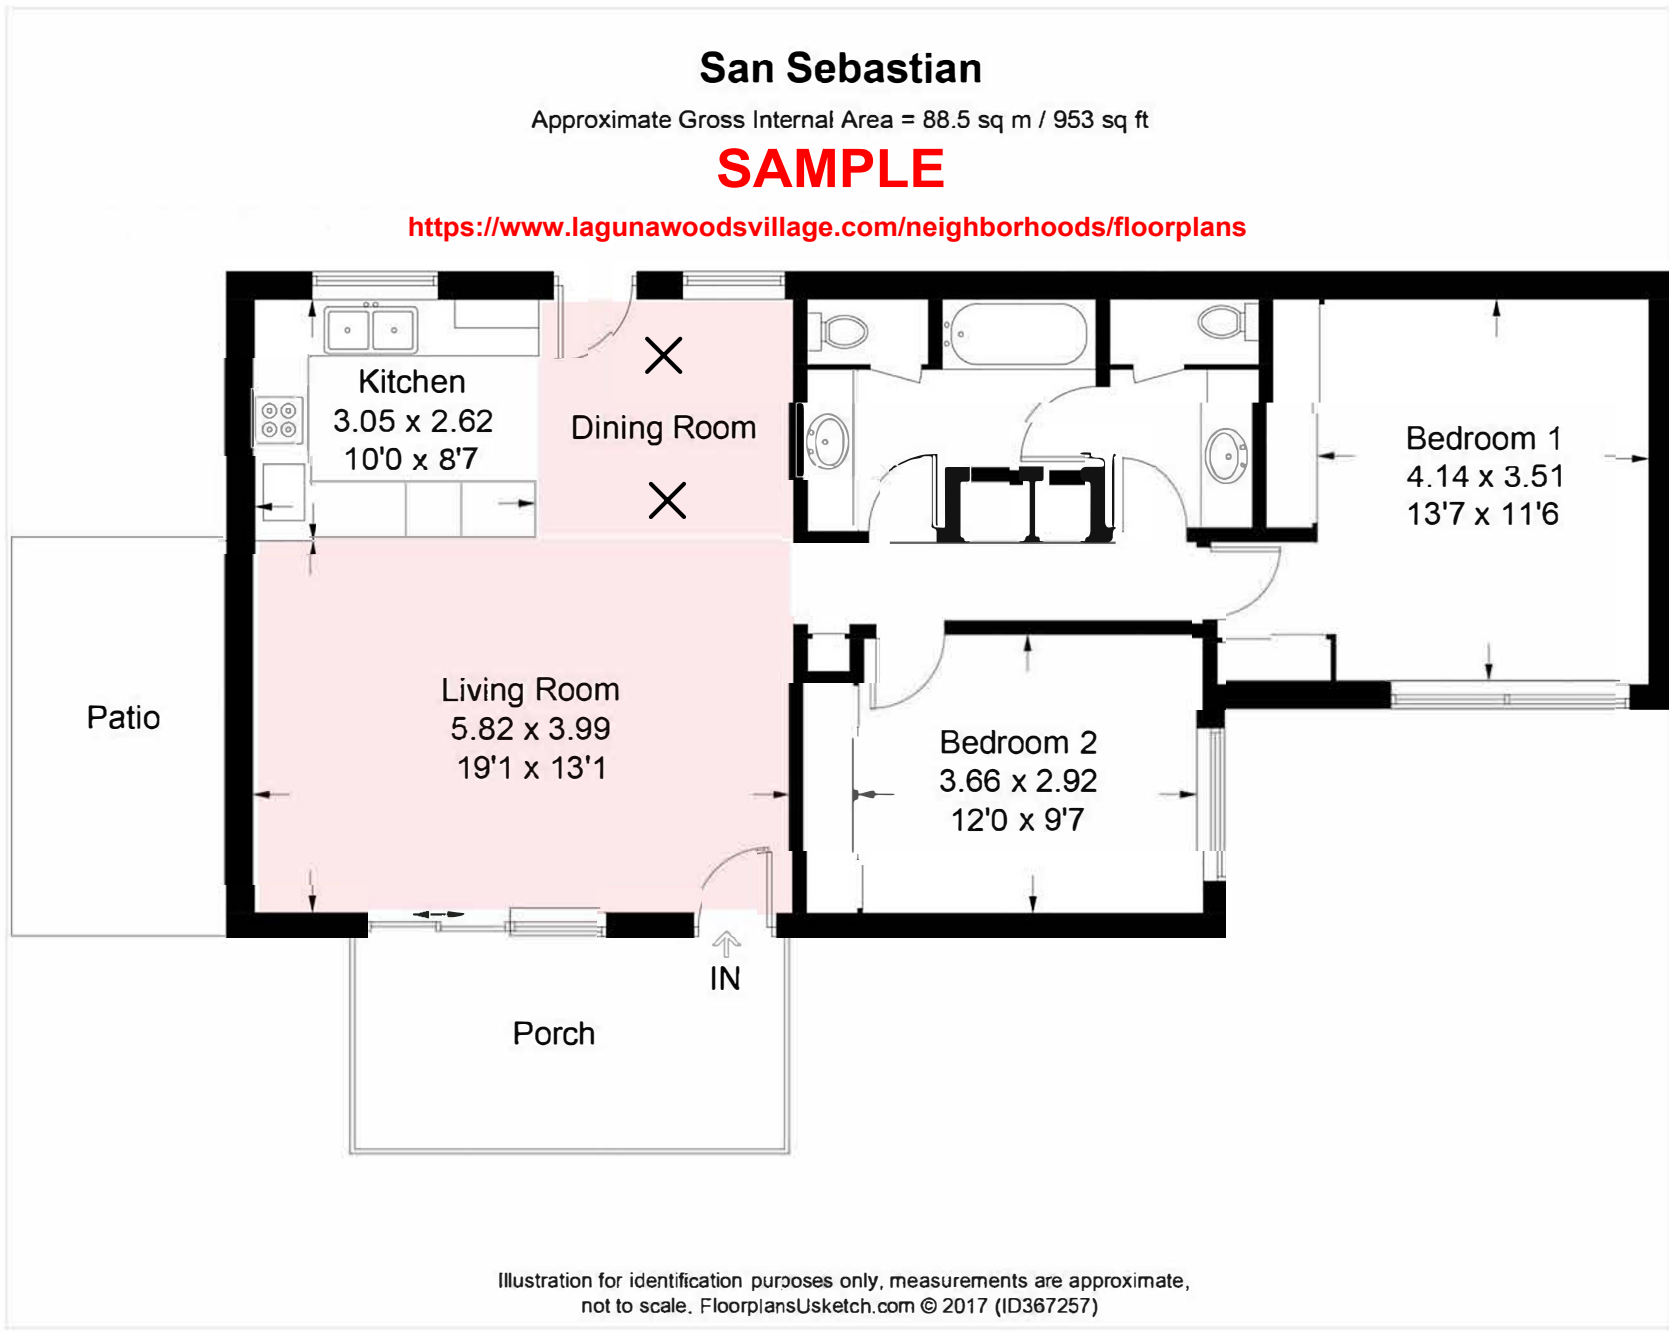 San Sebastian
Approximate Gross Internal Area = 88.5 sq m / 953 sq ft
SAMPLE
https://www.lagunawoodsvillage.com/neighborhoods/floorplans
Kitchen
3.05 x 2.62
10'0 x 8'7
Dining Room
Bedroom 1
4.14 x 3.51
13'7 x 11'6
Patio
Living Room
5.82 x 3.99
19'1 x 13'1
Bedroom 2
3.66 x 2.92
12'0 x 9'7
IN
Porch
Illustration for identification purposes only, measurements are approximate,
not to scale. FloorplansUsketch.com © 2017 (ID367257)